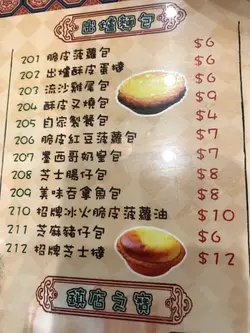 出爐麵包
201 脆皮菠蘿包 $6
202 出爐酥皮蛋撻 $6
203 流沙雞尾包 $9
204 酥皮叉燒包 $4
205 自家製餐包 $7
206 脆皮紅豆菠蘿包 $7
207 墨西哥奶皇包 $8
208 芝士腸仔包 $8
209 美味吞拿魚包 $10
210 招牌冰火脆皮菠蘿油 $6
211 芝麻豬仔包 $12
212 招牌芝士撻
鎮店之寶